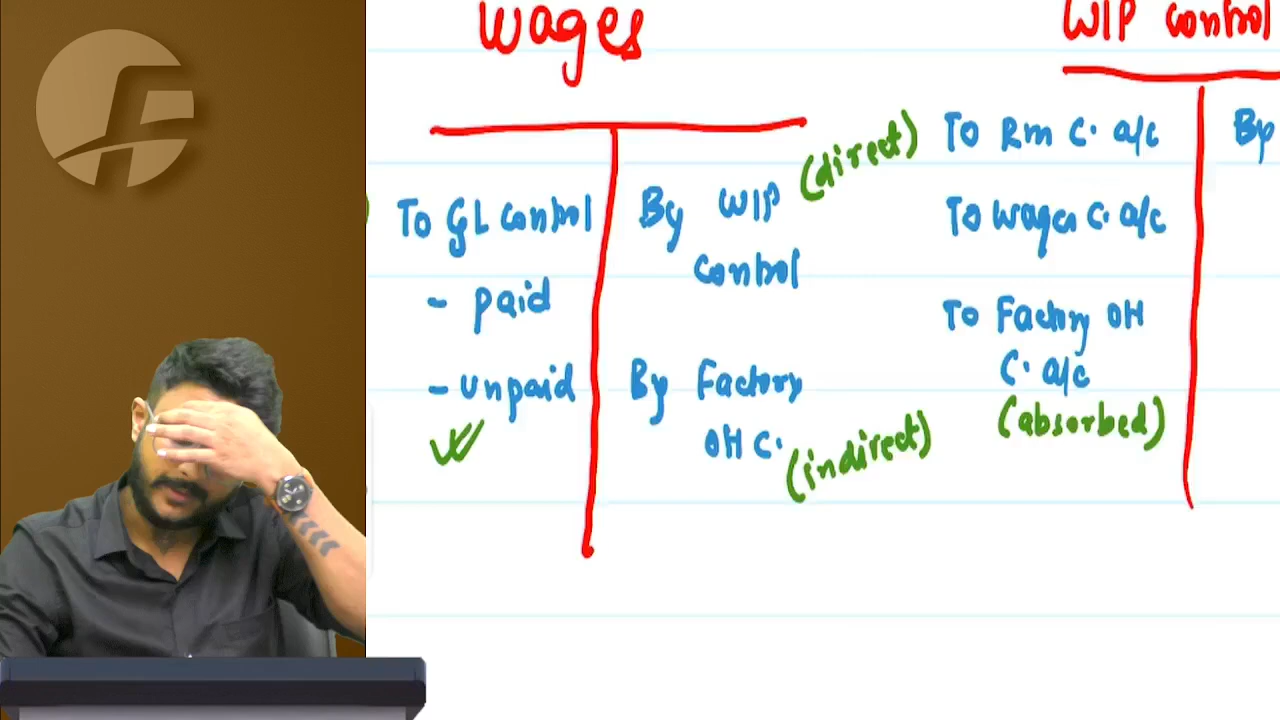 Wages
To GL control
- paid
- unpaid
By WIP
control
(direct)
By Factory
OH C.
(indirect)
WIP control
To Rm C. a/c
To wages C. a/c
To Factory OH
C. a/c
(absorbed)
By